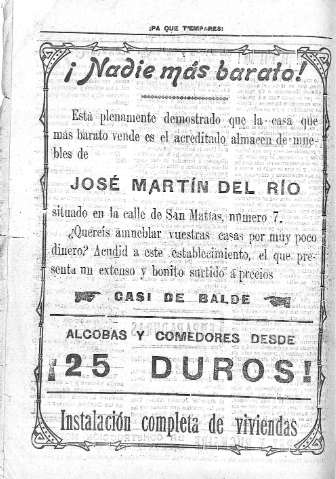 ¡PA QUE T'EMPAPES!
¡Nadie más barato!
Está plenamente demostrado que la casa que
más barato vende es el acreditado almacen de mue-
bles de
JOSÉ MARTÍN DEL RÍO
situado en la calle de San Matías, número 7.
¿Quereis amueblar vuestras casas por muy poco
dinero? Acudid a este establecimiento, el que pre-
senta un extenso y bonito surtido á precios
CASI DE BALDE
ALCOBAS Y COMEDORES DESDE
¡25 DUROS!
Instalación completa de viviendas